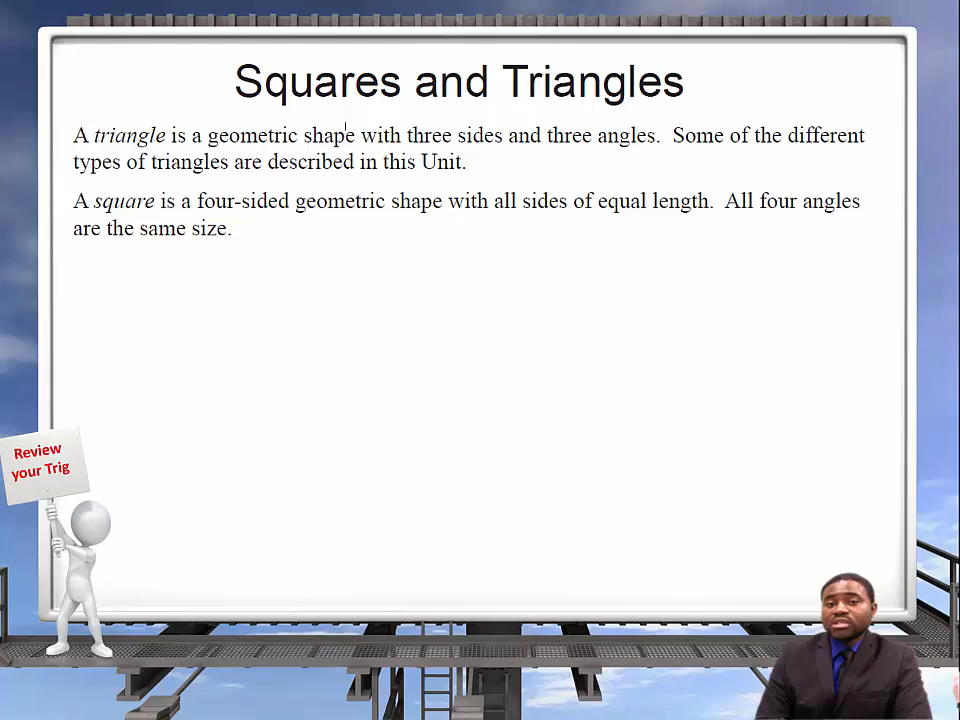 Squares and Triangles
A triangle is a geometric shape with three sides and three angles.  Some of the different
types of triangles are described in this Unit.
A square is a four-sided geometric shape with all sides of equal length.  All four angles
are the same size.
Review
your Trig